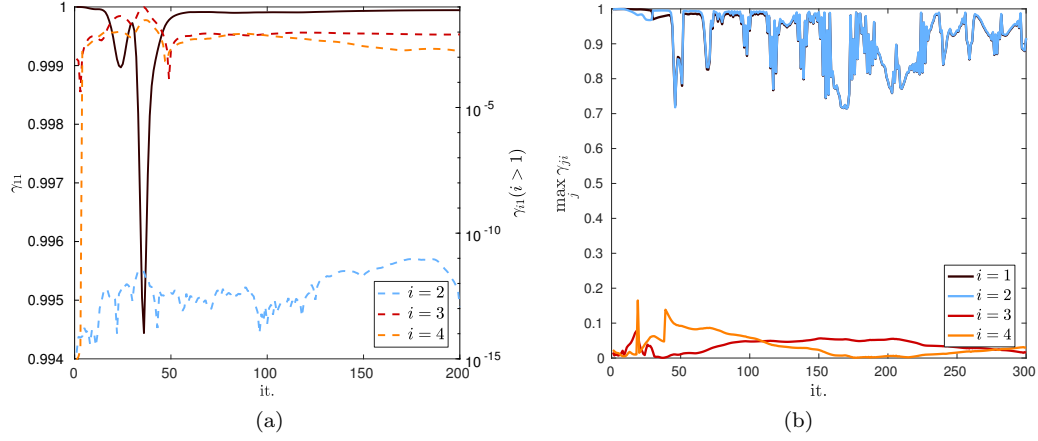 1
0.999
0.998
0.997
0.996
0.995
0.994
γ₁₁
0 50 100 150 200
it.
10⁻⁵
10⁻¹⁰
10⁻¹⁵
γᵢ₁(i > 1)
i = 2
i = 3
i = 4
(a)
1
0.9
0.8
0.7
0.6
0.5
0.4
0.3
0.2
0.1
0
max γⱼᵢ
j
0 50 100 150 200 250 300
it.
i = 1
i = 2
i = 3
i = 4
(b)